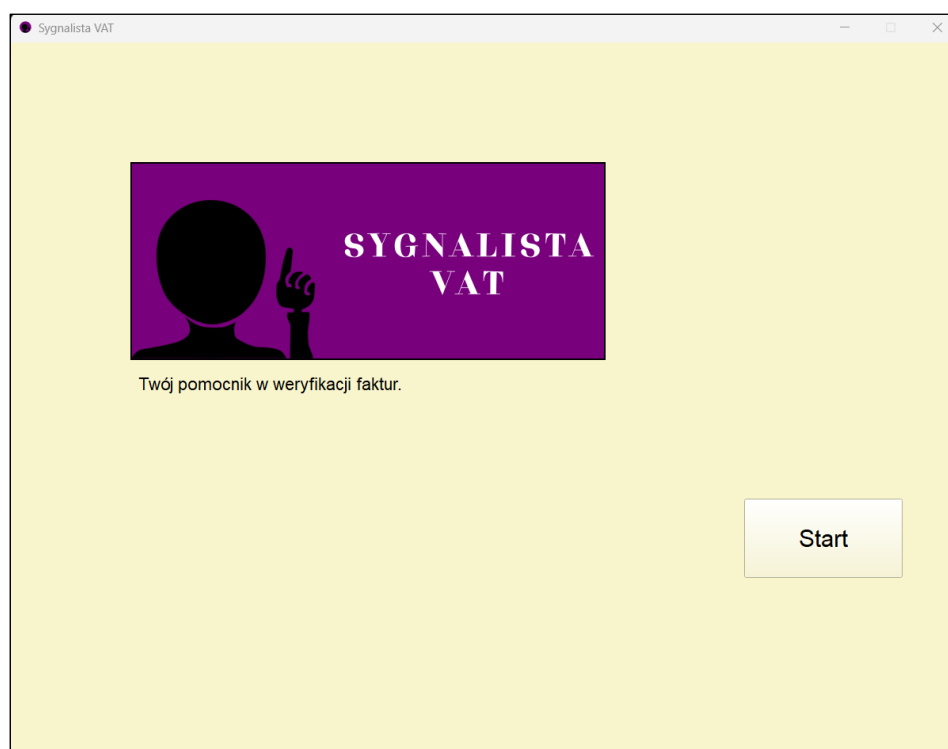 Sygnalista VAT
SYGNALISTA
VAT
Twój pomocnik w weryfikacji faktur.
Start